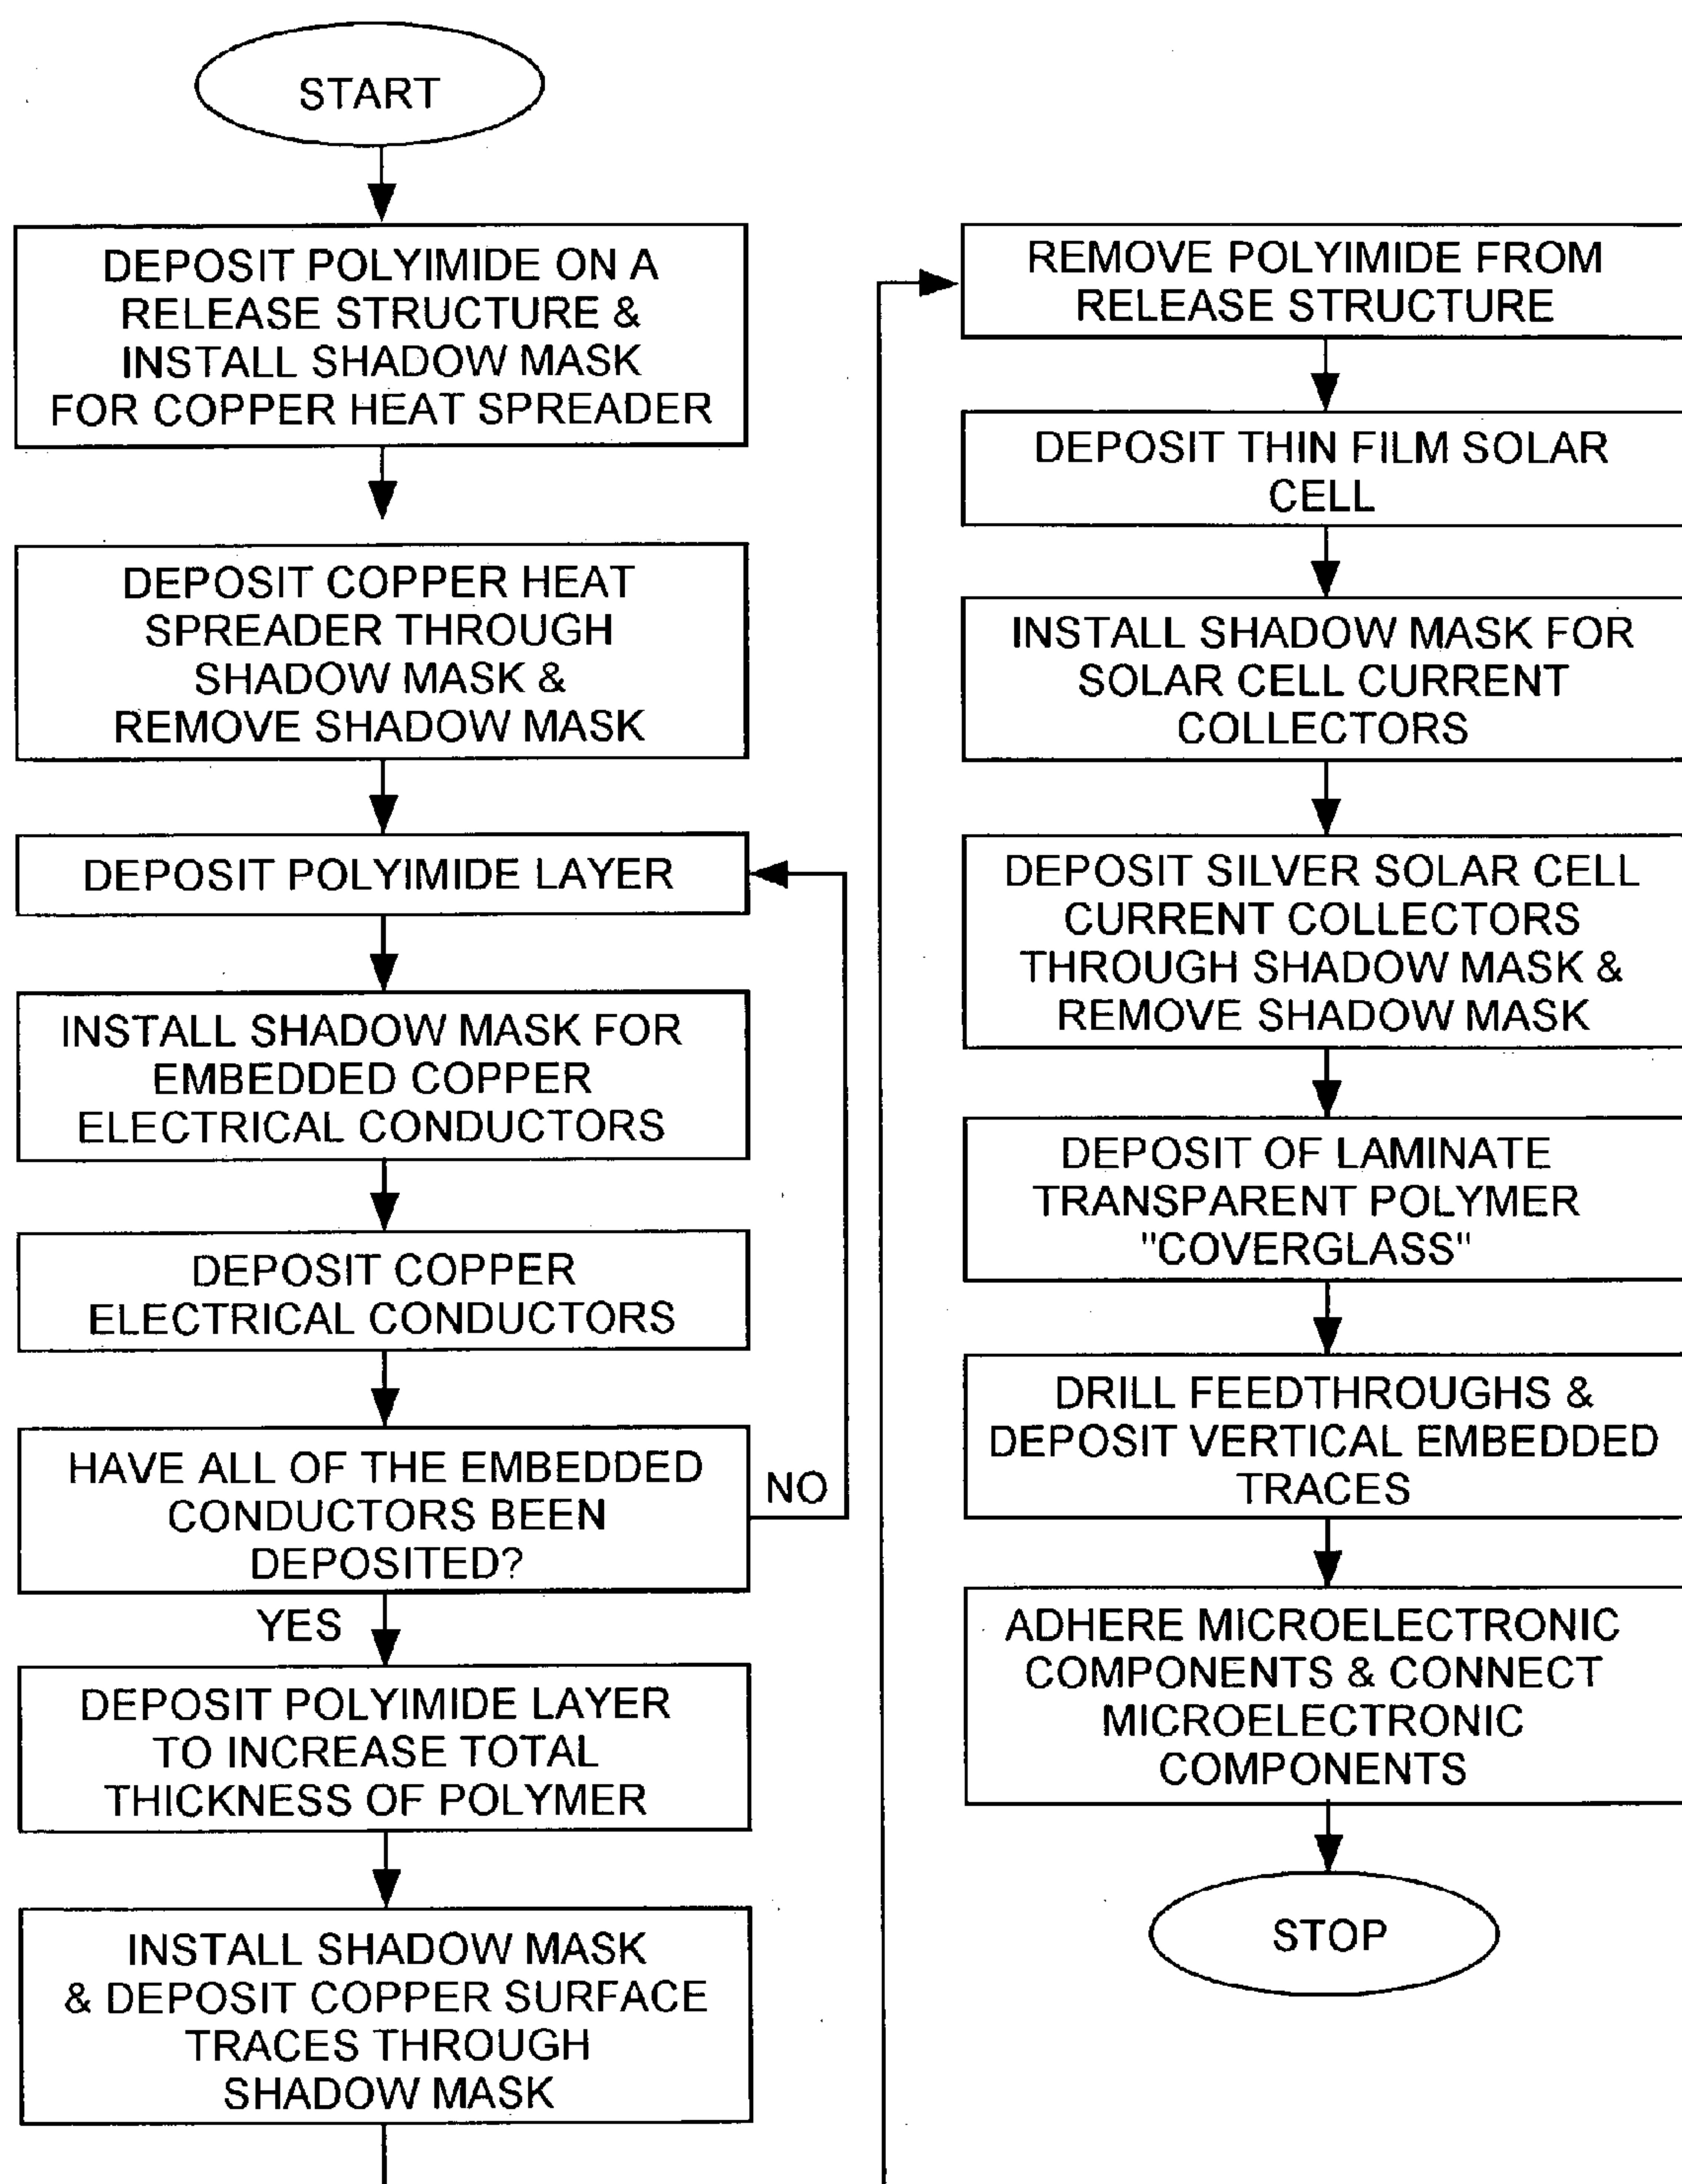 START
DEPOSIT POLYIMIDE ON A
RELEASE STRUCTURE &
INSTALL SHADOW MASK
FOR COPPER HEAT SPREADER
DEPOSIT COPPER HEAT
SPREADER THROUGH
SHADOW MASK &
REMOVE SHADOW MASK
DEPOSIT POLYIMIDE LAYER
INSTALL SHADOW MASK FOR
EMBEDDED COPPER
ELECTRICAL CONDUCTORS
DEPOSIT COPPER
ELECTRICAL CONDUCTORS
HAVE ALL OF THE EMBEDDED
CONDUCTORS BEEN
DEPOSITED?
NO
YES
DEPOSIT POLYIMIDE LAYER
TO INCREASE TOTAL
THICKNESS OF POLYMER
INSTALL SHADOW MASK
& DEPOSIT COPPER SURFACE
TRACES THROUGH
SHADOW MASK
REMOVE POLYIMIDE FROM
RELEASE STRUCTURE
DEPOSIT THIN FILM SOLAR
CELL
INSTALL SHADOW MASK FOR
SOLAR CELL CURRENT
COLLECTORS
DEPOSIT SILVER SOLAR CELL
CURRENT COLLECTORS
THROUGH SHADOW MASK &
REMOVE SHADOW MASK
DEPOSIT OF LAMINATE
TRANSPARENT POLYMER
"COVERGLASS"
DRILL FEEDTHROUGHS &
DEPOSIT VERTICAL EMBEDDED
TRACES
ADHERE MICROELECTRONIC
COMPONENTS & CONNECT
MICROELECTRONIC
COMPONENTS
STOP